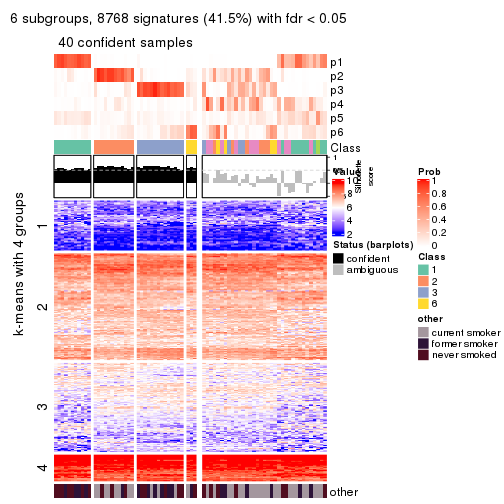 6 subgroups, 8768 signatures (41.5%) with fdr < 0.05
40 confident samples
p1
p2
p3
p4
p5
p6
Class
1
Silhouette
score
Value
10
8
6
4
2
Prob
1
0.8
0.6
0.4
0.2
0
Status (barplots)
confident
ambiguous
Class
1
2
3
6
other
current smoker
former smoker
never smoked
k-means with 4 groups
1
2
3
4
other